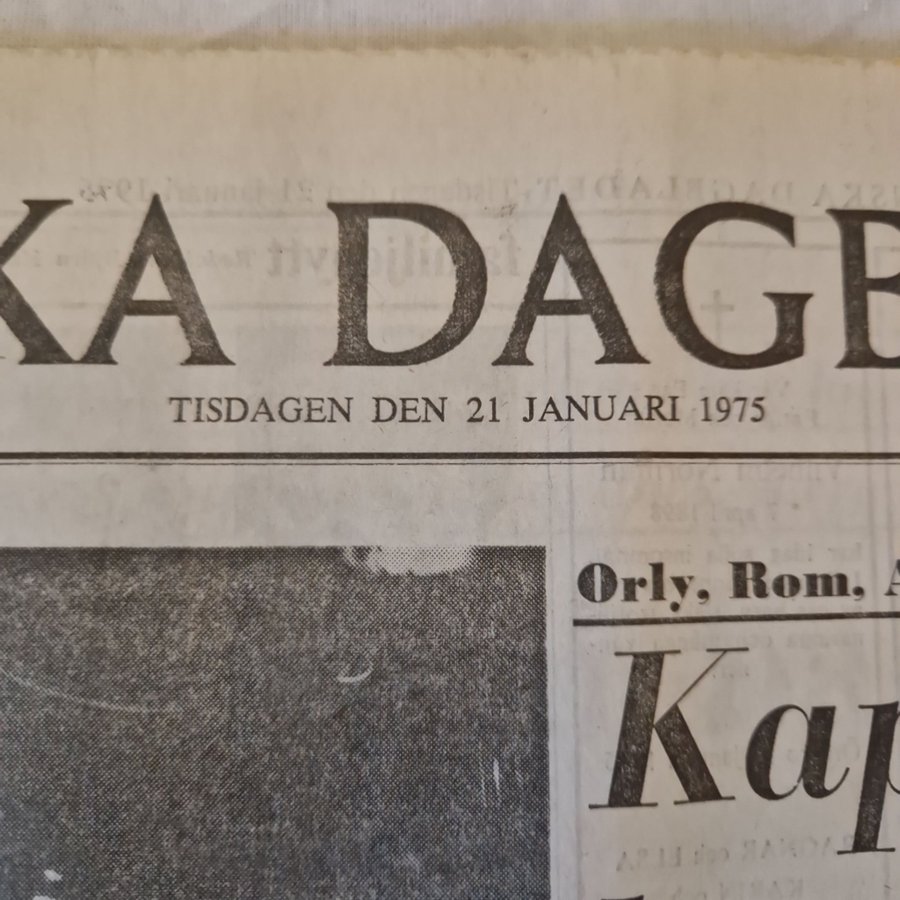 KA DAGB
TISDAGEN DEN 21 JANUARI 1975
Orly, Rom, A
Kap